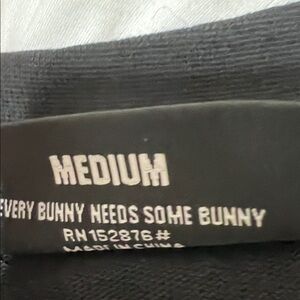 MEDIUM
EVERY BUNNY NEEDS SOME BUNNY
RN152876#
MADE IN CHINA